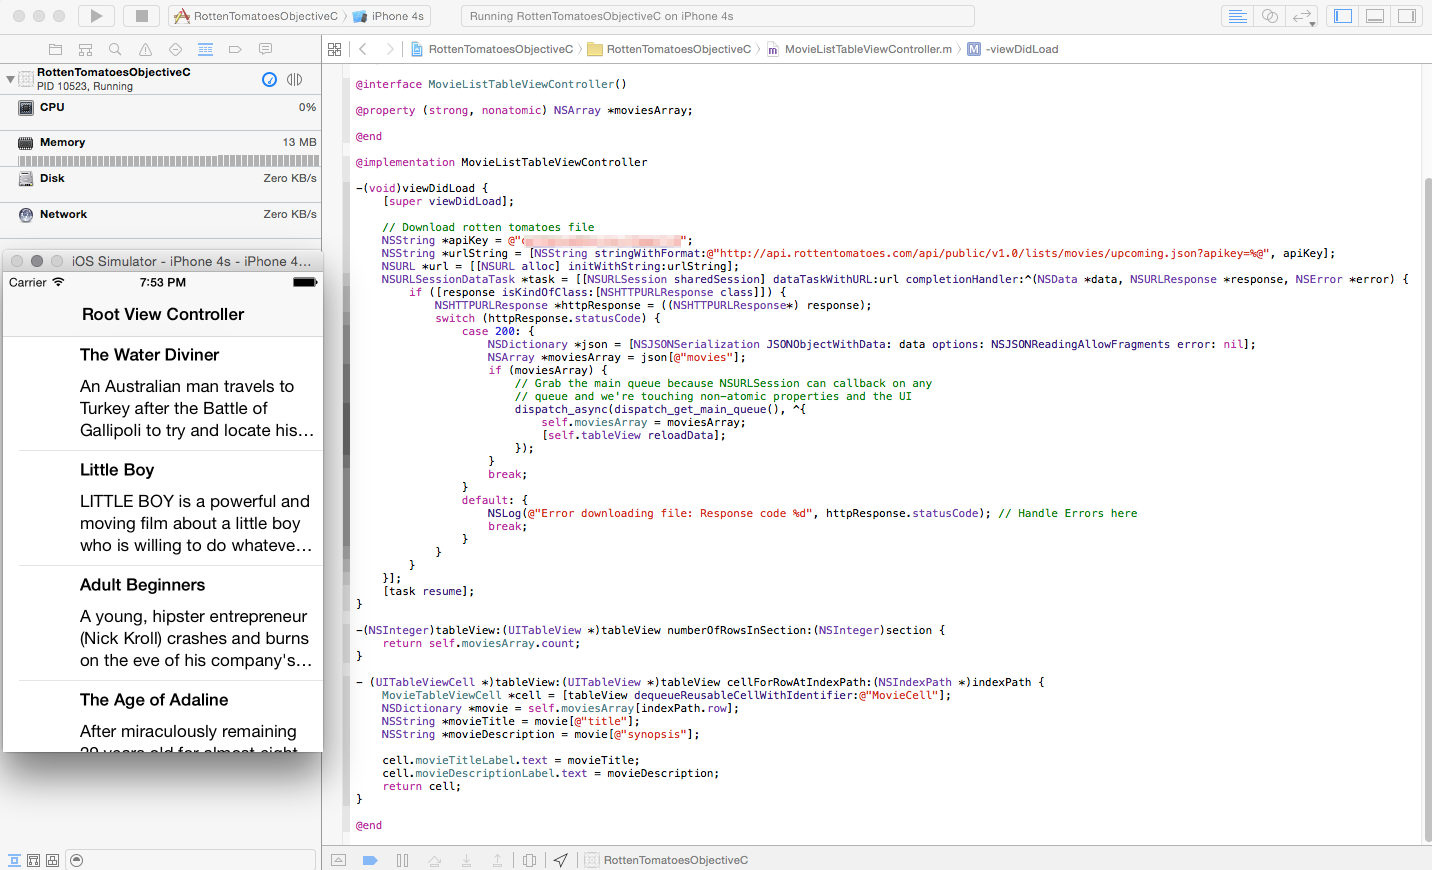 RottenTomatoesObjectiveC iPhone 4s
Running RottenTomatoesObjectiveC on iPhone 4s
RottenTomatoesObjectiveC RottenTomatoesObjectiveC MovieListTableViewController.m M -viewDidLoad
RottenTomatoesObjectiveC
PID 10523, Running
CPU 0%
Memory 13 MB
Disk Zero KB/s
Network Zero KB/s
iOS Simulator - iPhone 4s - iPhone 4...
Carrier 7:53 PM
Root View Controller
The Water Diviner
An Australian man travels to
Turkey after the Battle of
Gallipoli to try and locate his...
Little Boy
LITTLE BOY is a powerful and
moving film about a little boy
who is willing to do whateve...
Adult Beginners
A young, hipster entrepreneur
(Nick Kroll) crashes and burns
on the eve of his company's...
The Age of Adaline
After miraculously remaining
29 years old for almost eight
@interface MovieListTableViewController()
@property (strong, nonatomic) NSArray *moviesArray;
@end
@implementation MovieListTableViewController
-(void)viewDidLoad {
[super viewDidLoad];
// Download rotten tomatoes file
NSString *apiKey = @"";
NSString *urlString = [NSString stringWithFormat:@"http://api.rottentomatoes.com/api/public/v1.0/lists/movies/upcoming.json?apikey=%@", apiKey];
NSURL *url = [[NSURL alloc] initWithString:urlString];
NSURLSessionDataTask *task = [[NSURLSession sharedSession] dataTaskWithURL:url completionHandler:^(NSData *data, NSURLResponse *response, NSError *error) {
if ([response isKindOfClass:[NSHTTPURLResponse class]]) {
NSHTTPURLResponse *httpResponse = ((NSHTTPURLResponse*) response);
switch (httpResponse.statusCode) {
case 200: {
NSDictionary *json = [NSJSONSerialization JSONObjectWithData: data options: NSJSONReadingAllowFragments error: nil];
NSArray *moviesArray = json[@"movies"];
if (moviesArray) {
// Grab the main queue because NSURLSession can callback on any
// queue and we're touching non-atomic properties and the UI
dispatch_async(dispatch_get_main_queue(), ^{
self.moviesArray = moviesArray;
[self.tableView reloadData];
});
}
break;
}
default: {
NSLog(@"Error downloading file: Response code %d", httpResponse.statusCode); // Handle Errors here
break;
}
}
}
}];
[task resume];
}
-(NSInteger)tableView:(UITableView *)tableView numberOfRowsInSection:(NSInteger)section {
return self.moviesArray.count;
}
- (UITableViewCell *)tableView:(UITableView *)tableView cellForRowAtIndexPath:(NSIndexPath *)indexPath {
MovieTableViewCell *cell = [tableView dequeueReusableCellWithIdentifier:@"MovieCell"];
NSDictionary *movie = self.moviesArray[indexPath.row];
NSString *movieTitle = movie[@"title"];
NSString *movieDescription = movie[@"synopsis"];
cell.movieTitleLabel.text = movieTitle;
cell.movieDescriptionLabel.text = movieDescription;
return cell;
}
@end
RottenTomatoesObjectiveC